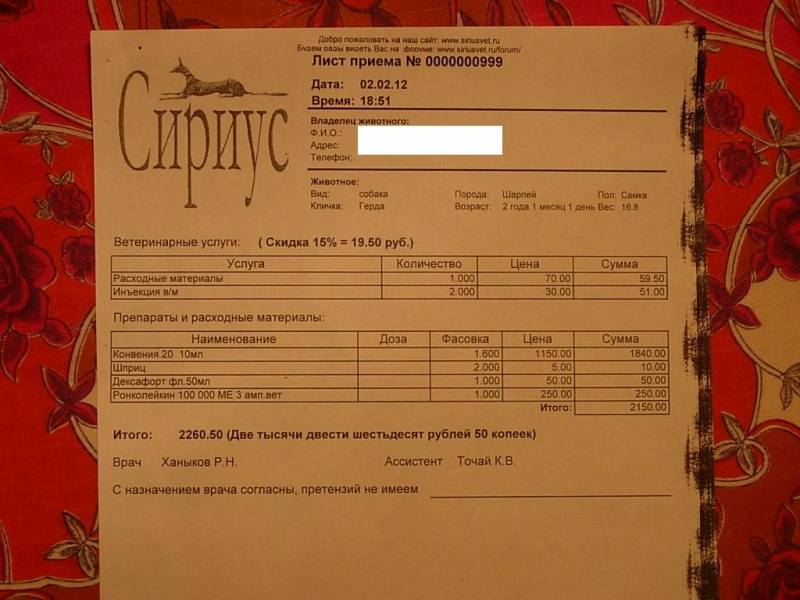 Добро пожаловать на наш сайт: www.siriusvet.ru
Будем рады видеть Вас на форуме: www.siriusvet.ru/forum/
Лист приема № 0000000999
Сириус
Дата: 02.02.12
Время: 18:51
Владелец животного:
Ф.И.О.:
Адрес:
Телефон:
Животное:
Вид: собака Порода: Шарпей Пол: Самка
Кличка: Герда Возраст: 2 года 1 месяц 1 день Вес: 16.8
Ветеринарные услуги: ( Скидка 15% = 19.50 руб.)
Услуга Количество Цена Сумма
Расходные материалы 1.000 70.00 59.50
Инъекция в/м 2.000 30.00 51.00
Препараты и расходные материалы:
Наименование Доза Фасовка Цена Сумма
Конвения 20 10мл 1.600 1150.00 1840.00
Шприц 2.000 5.00 10.00
Дексафорт фл.50мл 1.000 50.00 50.00
Ронколейкин 100 000 МЕ 3 амп.вет 1.000 250.00 250.00
Итого: 2150.00
Итого: 2260.50 (Две тысячи двести шестьдесят рублей 50 копеек)
Врач Ханыков Р.Н. Ассистент Точай К.В.
С назначением врача согласны, претензий не имеем